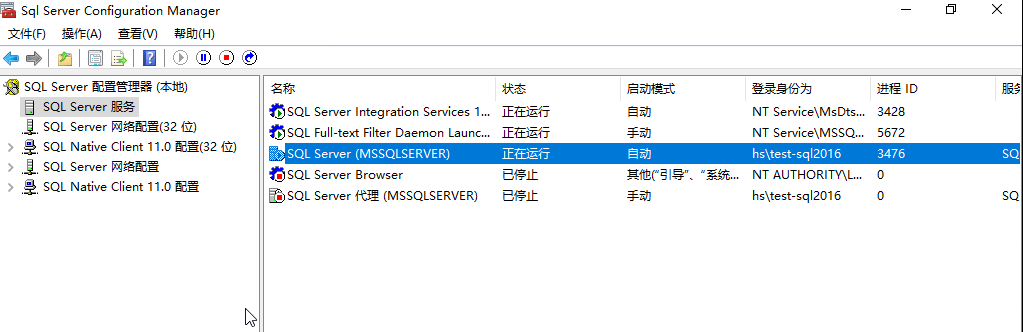 Sql Server Configuration Manager
文件(F) 操作(A) 查看(V) 帮助(H)
SQL Server 配置管理器 (本地)
SQL Server 服务
SQL Server 网络配置(32 位)
SQL Native Client 11.0 配置(32 位)
SQL Server 网络配置
SQL Native Client 11.0 配置
名称 状态 启动模式 登录身份为 进程 ID 服务
SQL Server Integration Services 1... 正在运行 自动 NT Service\MsDts... 3428
SQL Full-text Filter Daemon Launc... 正在运行 手动 NT Service\MSSQ... 5672
SQL Server (MSSQLSERVER) 正在运行 自动 hs\test-sql2016 3476 SQ
SQL Server Browser 已停止 其他("引导"、"系统... NT AUTHORITY\L... 0
SQL Server 代理 (MSSQLSERVER) 已停止 手动 hs\test-sql2016 0 SQ